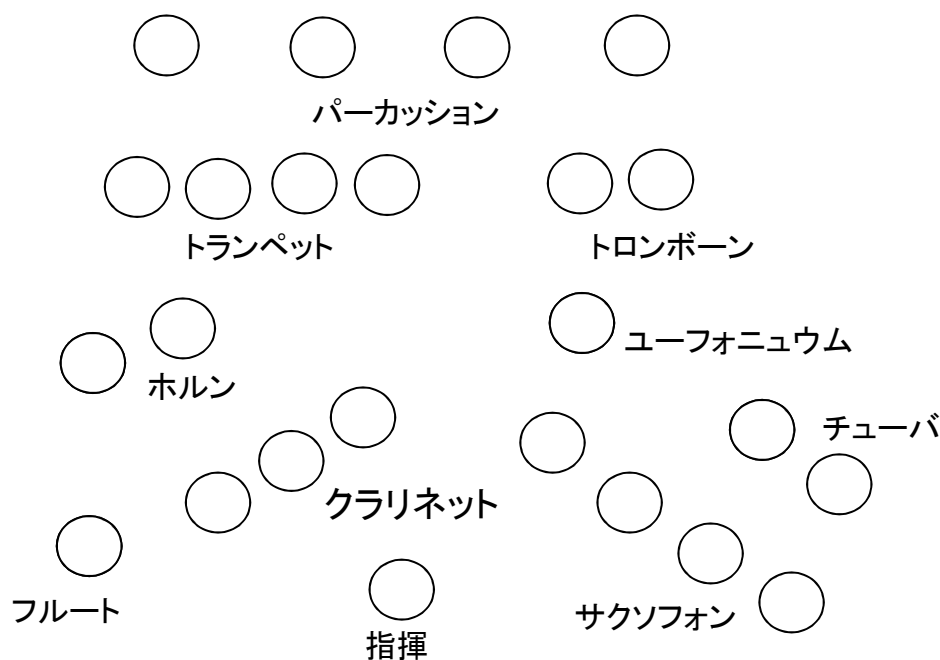 パーカッション
トランペット
トロンボーン
ユーフォニュウム
ホルン
チューバ
クラリネット
フルート
サクソフォン
指揮